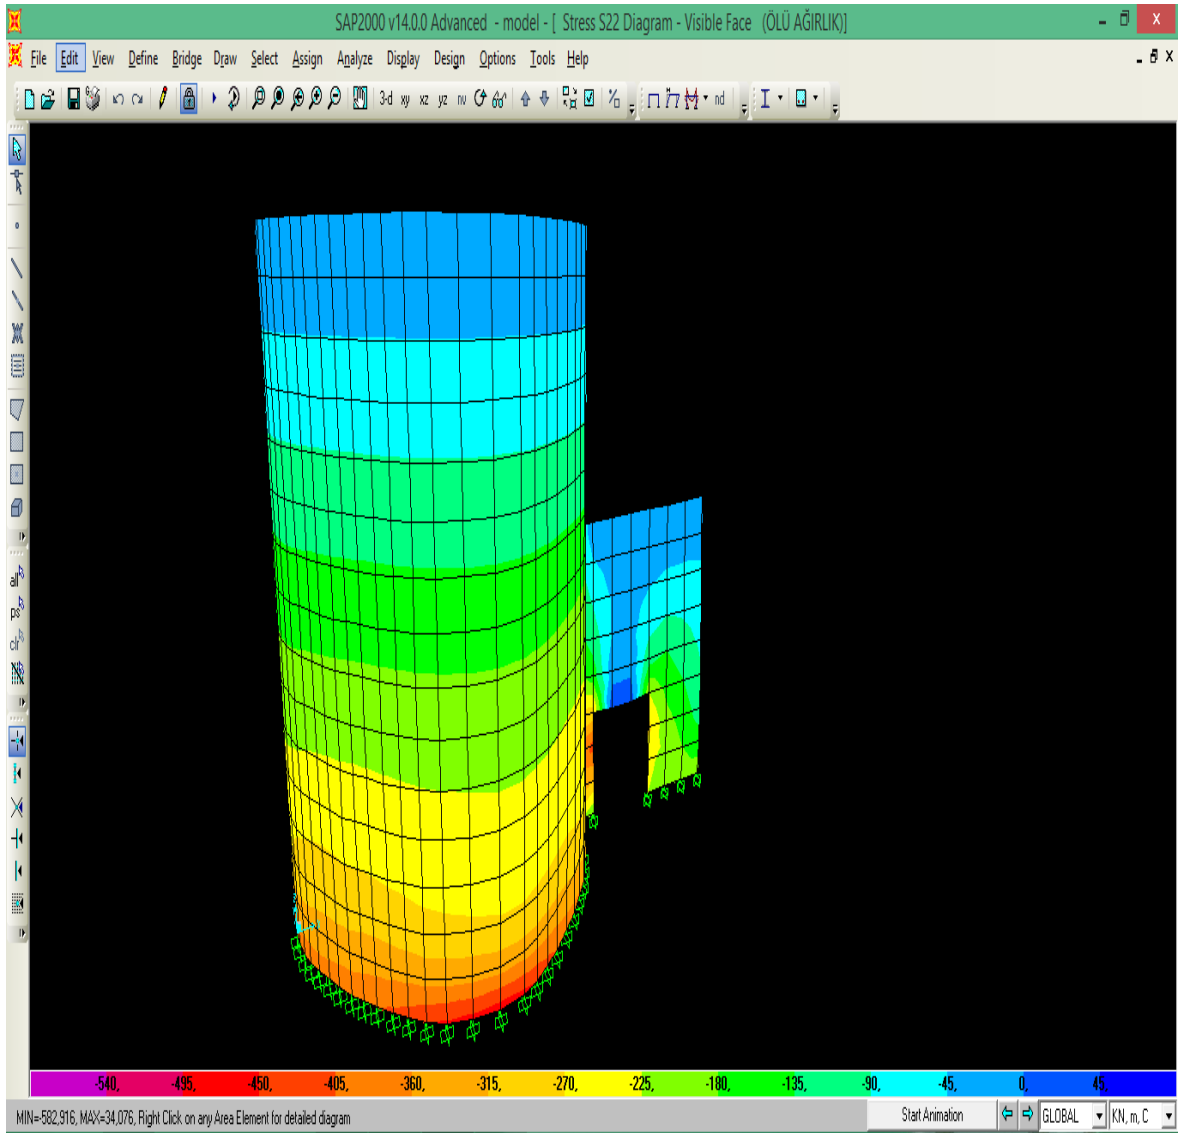 SAP2000 v14.0.0 Advanced - model - [ Stress S22 Diagram - Visible Face (ÖLÜ AĞIRLIK)]
File Edit View Define Bridge Draw Select Assign Analyze Display Design Options Tools Help
3-d xy xz yz nv nd
all
ps
clr
-540, -495, -450, -405, -360, -315, -270, -225, -180, -135, -90, -45, 0, 45,
MIN=-582,916, MAX=34,076, Right Click on any Area Element for detailed diagram Start Animation GLOBAL KN, m, C